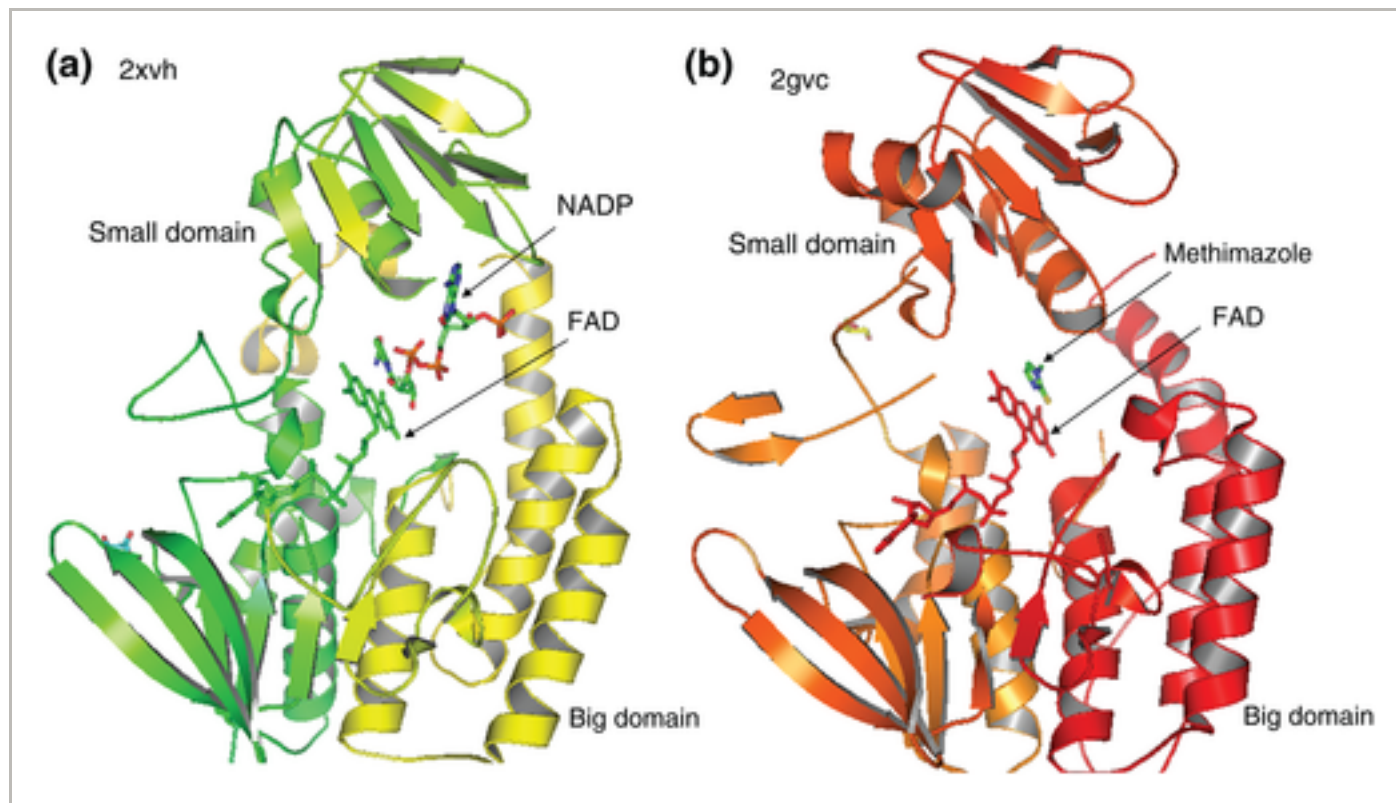 (a) 2xvh
NADP
Small domain
FAD
Big domain
(b) 2gvc
Small domain
Methimazole
FAD
Big domain